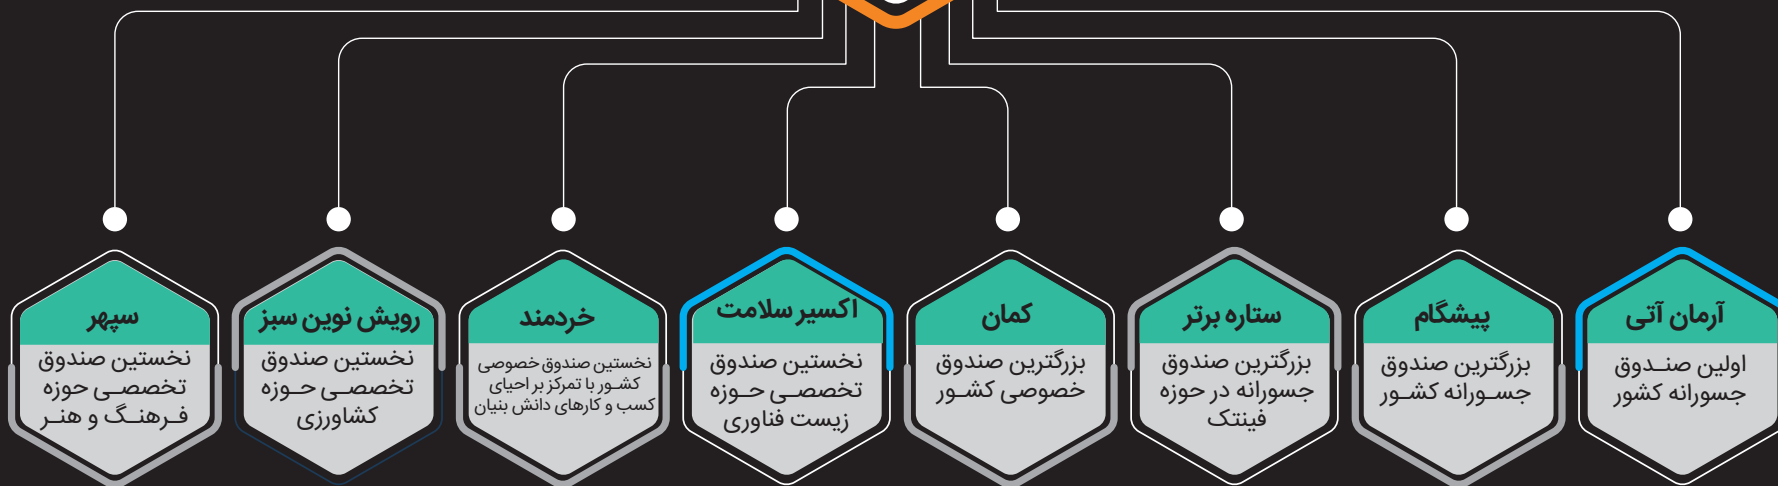 آرمان آتی
اولین صندوق
جسورانه کشور
پیشگام
بزرگترین صندوق
جسورانه کشور
ستاره برتر
بزرگترین صندوق
جسورانه در حوزه
فینتک
کمان
بزرگترین صندوق
خصوصی کشور
اکسیر سلامت
نخستین صندوق
تخصصی حوزه
زیست فناوری
خردمند
نخستین صندوق خصوصی
کشور با تمرکز بر احیای
کسب و کارهای دانش بنیان
رویش نوین سبز
نخستین صندوق
تخصصی حوزه
کشاورزی
سپهر
نخستین صندوق
تخصصی حوزه
فرهنگ و هنر